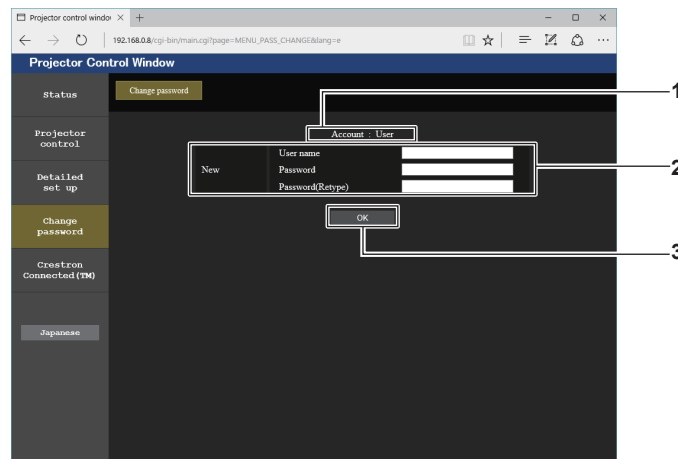 Projector control windo
192.168.0.8/cgi-bin/main.cgi?page=MENU_PASS_CHANGE&lang=e
Projector Control Window
Status
Change password
1
Account : User
Projector
control
User name
New
Password
2
Password(Retype)
Detailed
set up
OK
Change
password
3
Crestron
Connected(TM)
Japanese